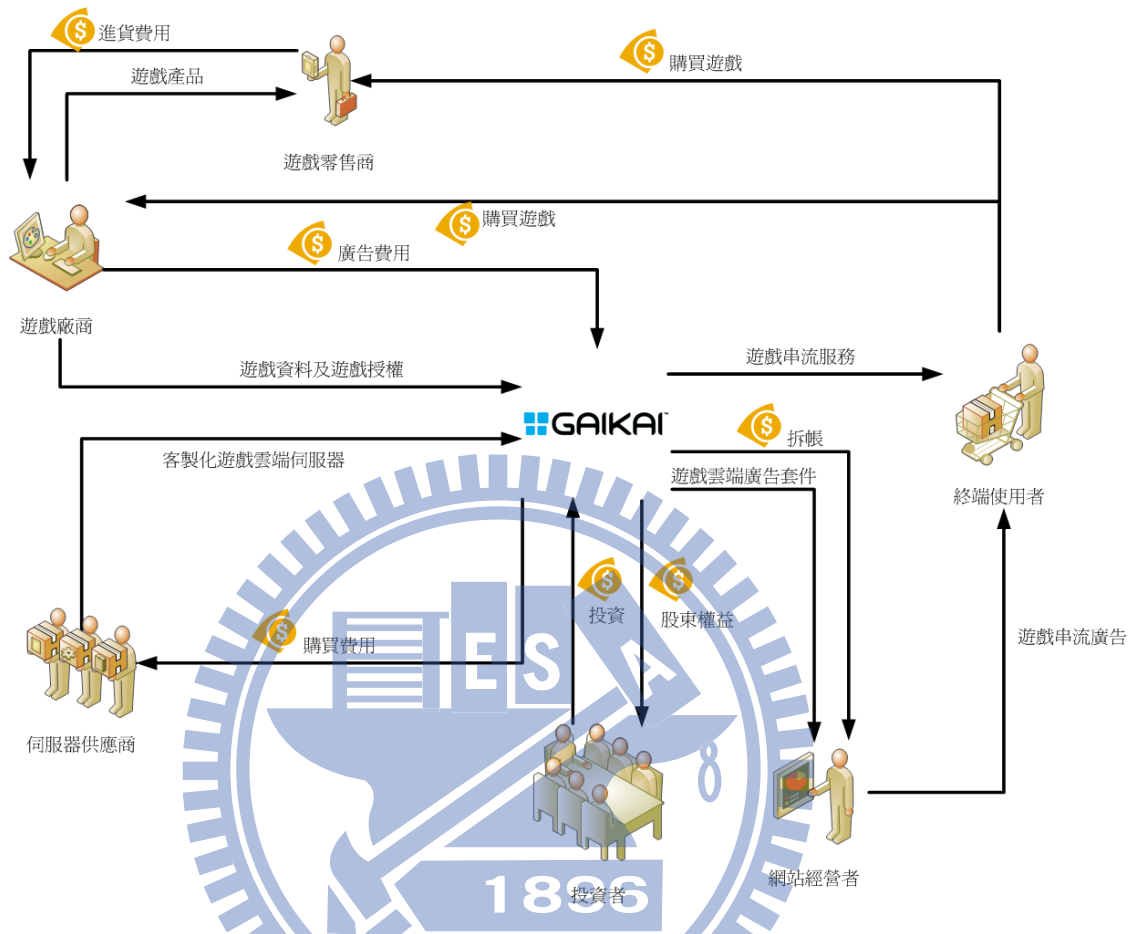 進貨費用
遊戲產品
購買遊戲
遊戲零售商
購買遊戲
廣告費用
遊戲廠商
遊戲資料及遊戲授權
遊戲串流服務
GAIKAI
拆帳
客製化遊戲雲端伺服器
遊戲雲端廣告套件
終端使用者
投資
股東權益
購買費用
遊戲串流廣告
ESA
伺服器供應商
8
網站經營者
投資者
1896